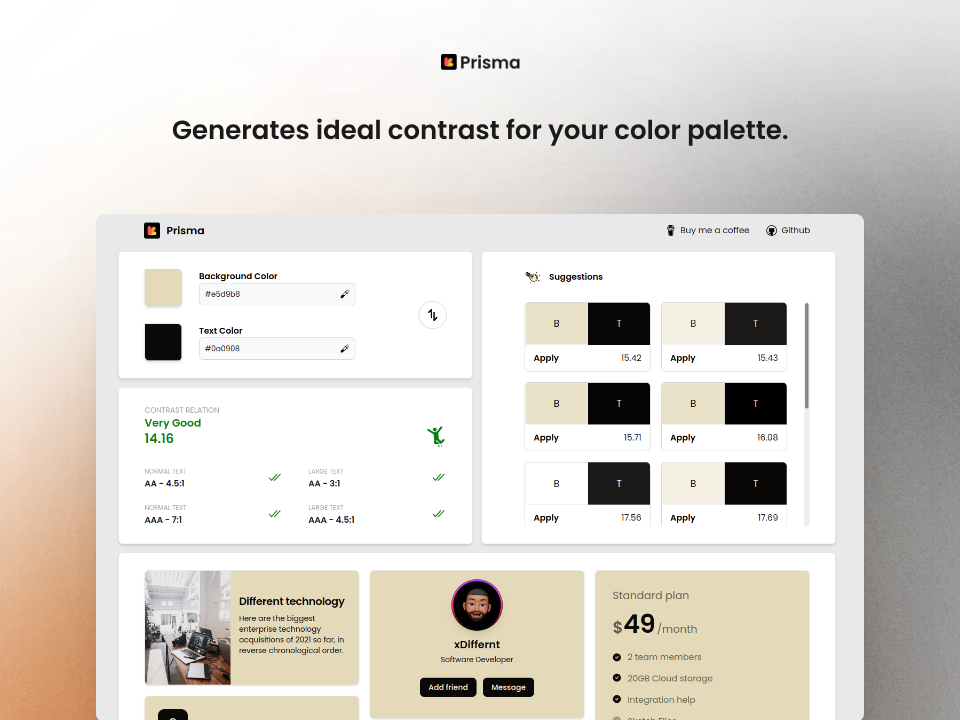 Prisma
Generates ideal contrast for your color palette.
Prisma
Buy me a coffee
Github
Background Color
#e5d9b8
Text Color
#0a0908
Suggestions
B T
Apply 15.42
B T
Apply 15.43
B T
Apply 15.71
B T
Apply 16.08
B T
Apply 17.56
B T
Apply 17.69
CONTRAST RELATION
Very Good
14.16
NORMAL TEXT
AA - 4.5:1
LARGE TEXT
AA - 3:1
NORMAL TEXT
AAA - 7:1
LARGE TEXT
AAA - 4.5:1
Different technology
Here are the biggest
enterprise technology
acquisitions of 2021 so far, in
reverse chronological order.
xDiffernt
Software Developer
Add friend
Message
Standard plan
$49/month
2 team members
20GB Cloud storage
Integration help